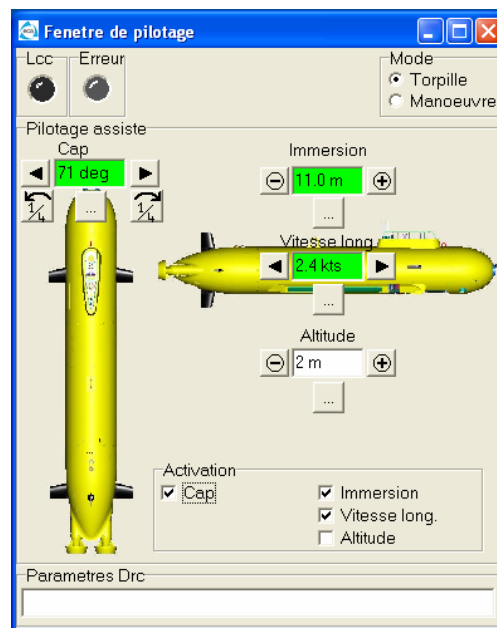 Fenetre de pilotage
Lcc
Erreur
Mode
Torpille
Manoeuvre
Pilotage assiste
Cap
71 deg
1/4
...
1/4
Immersion
11.0 m
...
Vitesse long.
2.4 kts
...
Altitude
2 m
...
Activation
Cap
Immersion
Vitesse long.
Altitude
Parametres Drc